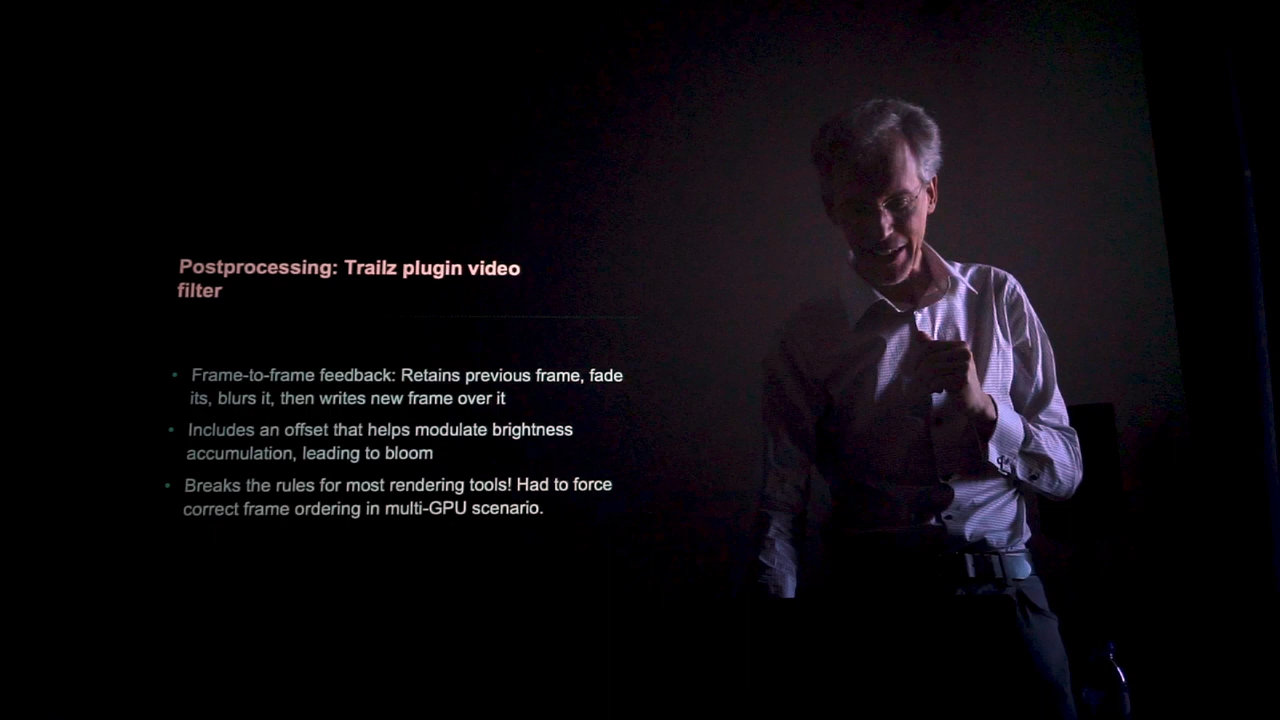 Postprocessing: Trailz plugin video
filter
• Frame-to-frame feedback: Retains previous frame, fade
its, blurs it, then writes new frame over it
• Includes an offset that helps modulate brightness
accumulation, leading to bloom
• Breaks the rules for most rendering tools! Had to force
correct frame ordering in multi-GPU scenario.